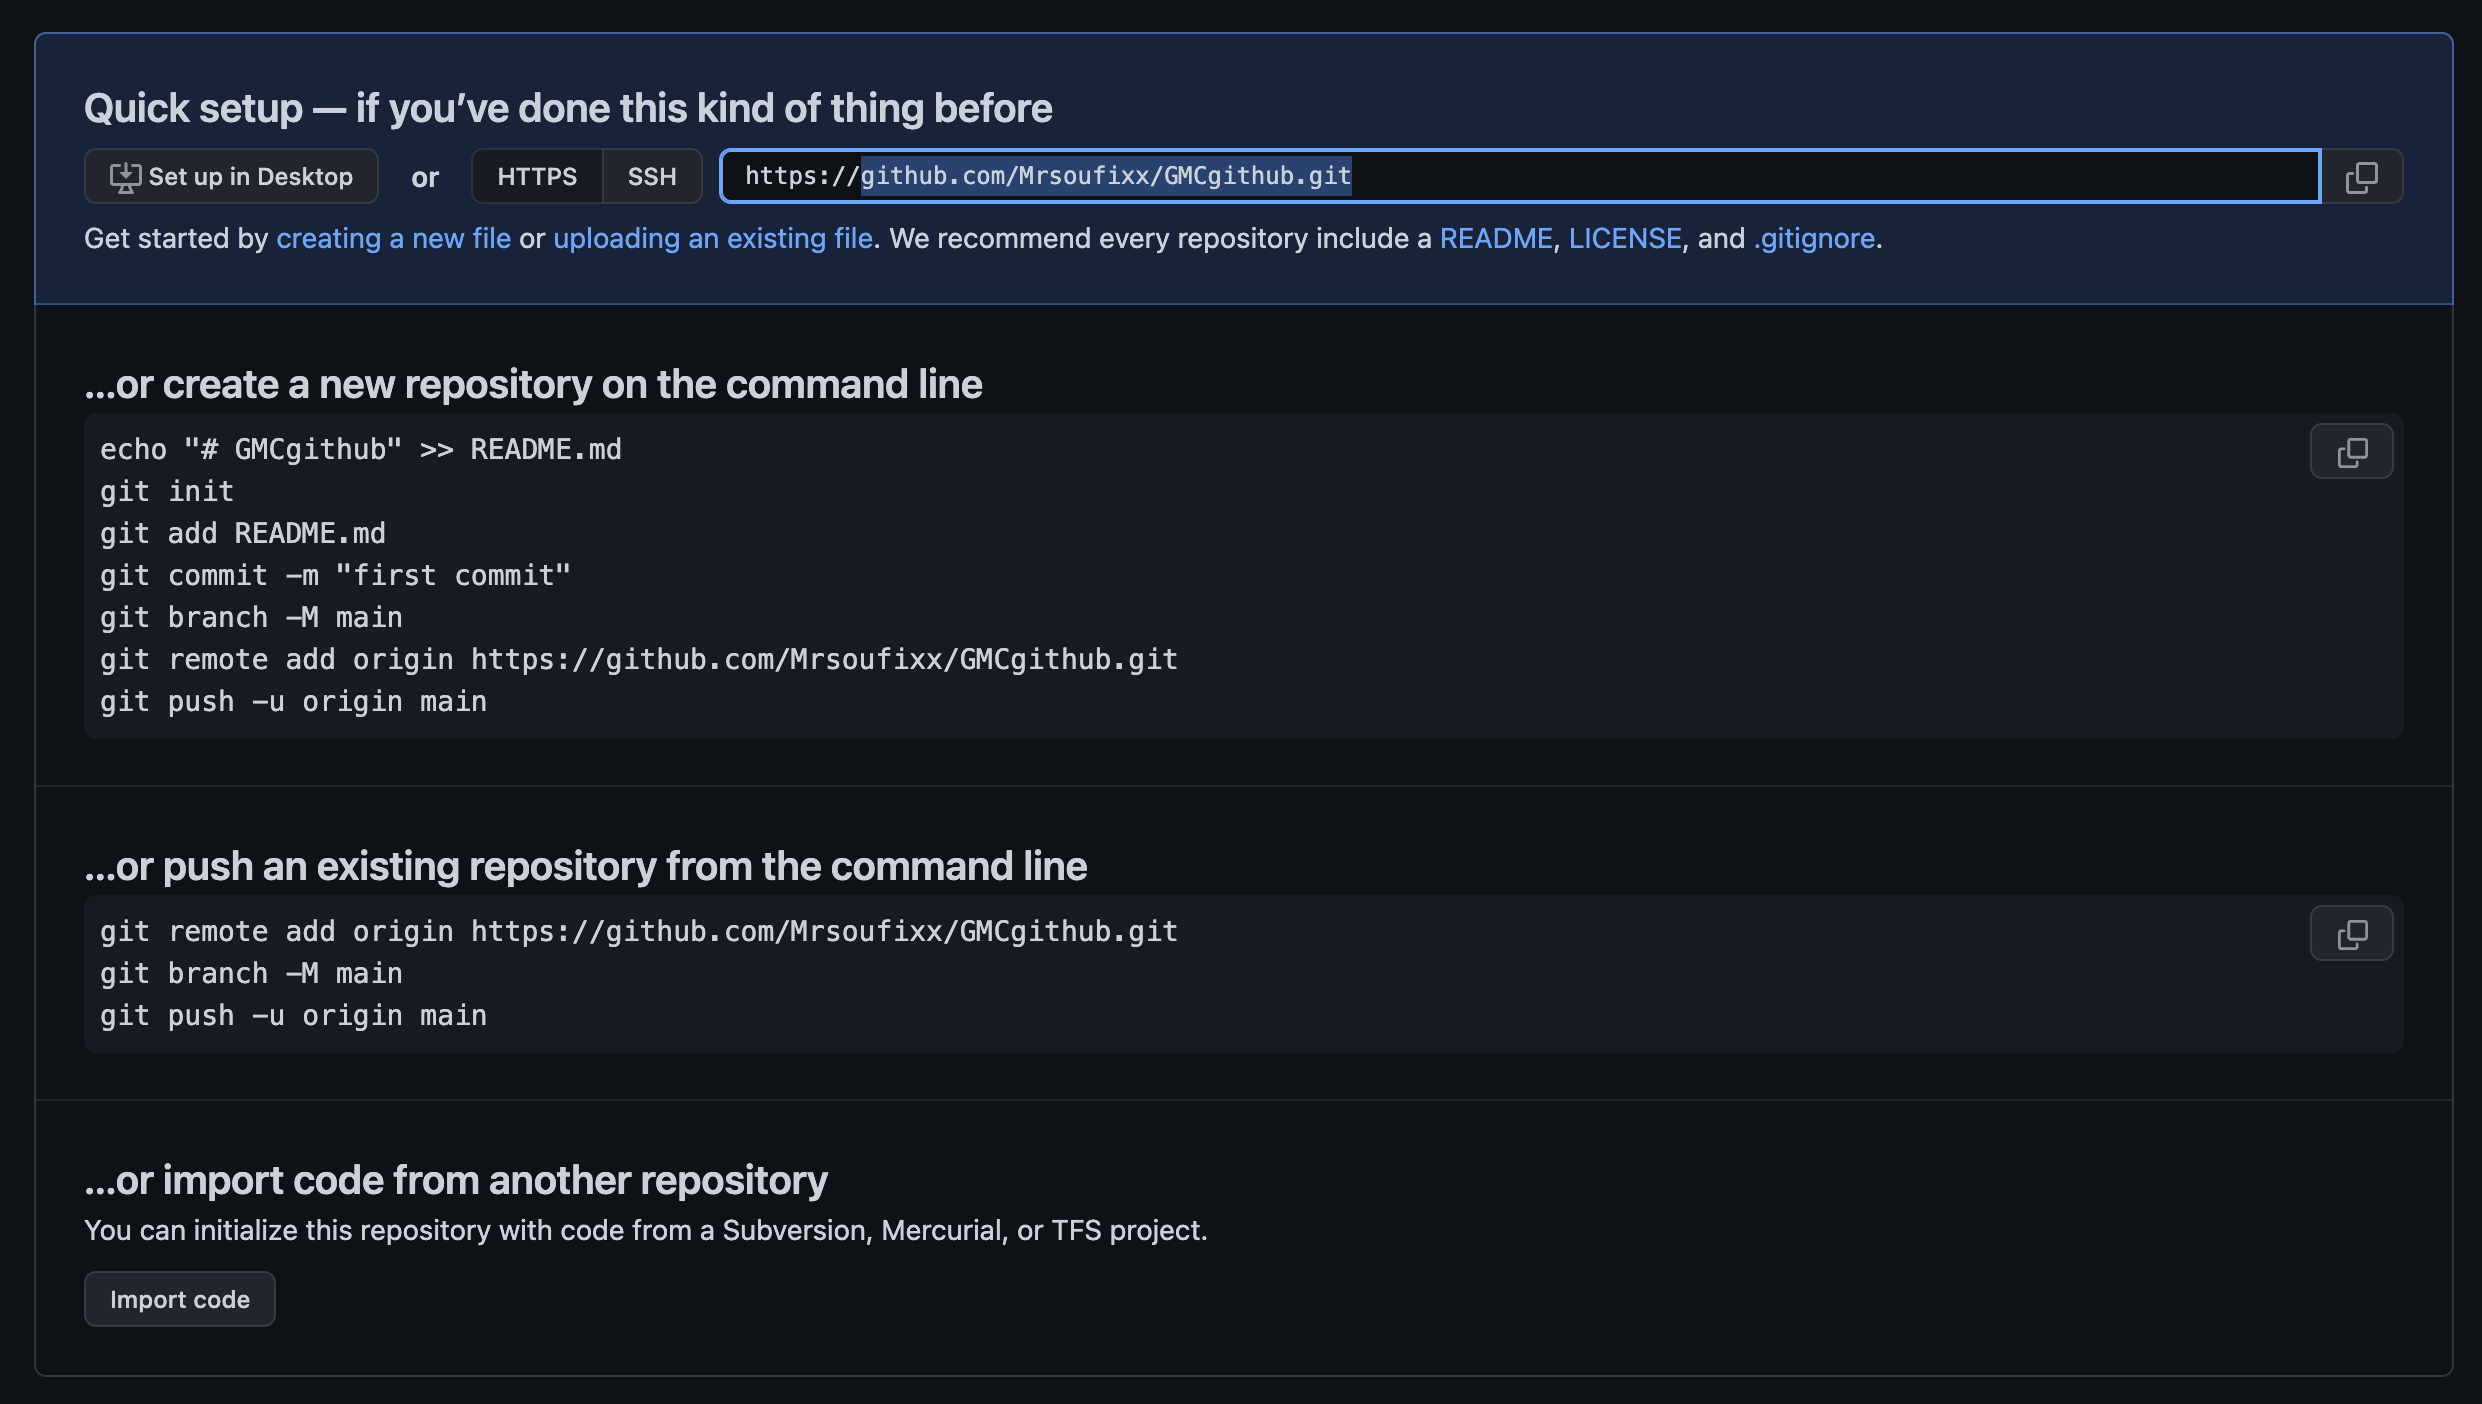 Quick setup — if you’ve done this kind of thing before
Set up in Desktop or HTTPS SSH https://github.com/Mrsoufixx/GMCgithub.git
Get started by creating a new file or uploading an existing file. We recommend every repository include a README, LICENSE, and .gitignore.
…or create a new repository on the command line
echo "# GMCgithub" >> README.md
git init
git add README.md
git commit -m "first commit"
git branch -M main
git remote add origin https://github.com/Mrsoufixx/GMCgithub.git
git push -u origin main
…or push an existing repository from the command line
git remote add origin https://github.com/Mrsoufixx/GMCgithub.git
git branch -M main
git push -u origin main
…or import code from another repository
You can initialize this repository with code from a Subversion, Mercurial, or TFS project.
Import code